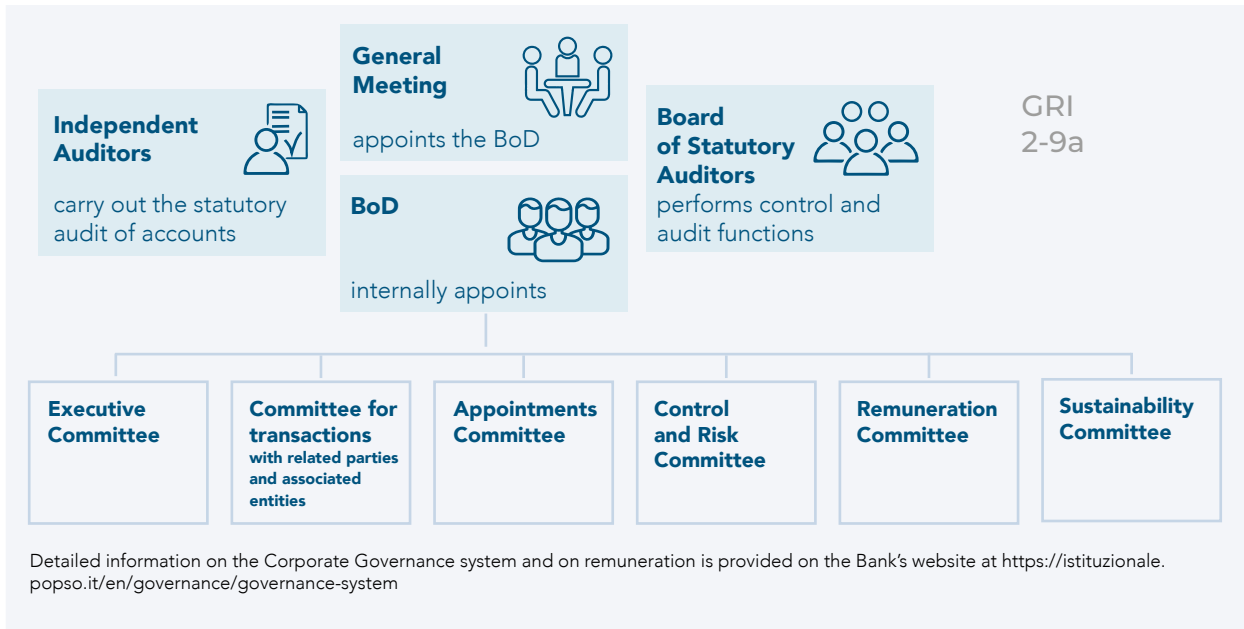 General
Meeting
appoints the BoD
Independent
Auditors
carry out the statutory
audit of accounts
Board
of Statutory
Auditors
performs control and
audit functions
GRI
2-9a
BoD
internally appoints
Executive
Committee
Committee for
transactions
with related parties
and associated
entities
Appointments
Committee
Control
and Risk
Committee
Remuneration
Committee
Sustainability
Committee
Detailed information on the Corporate Governance system and on remuneration is provided on the Bank's website at https://istituzionale.
popso.it/en/governance/governance-system